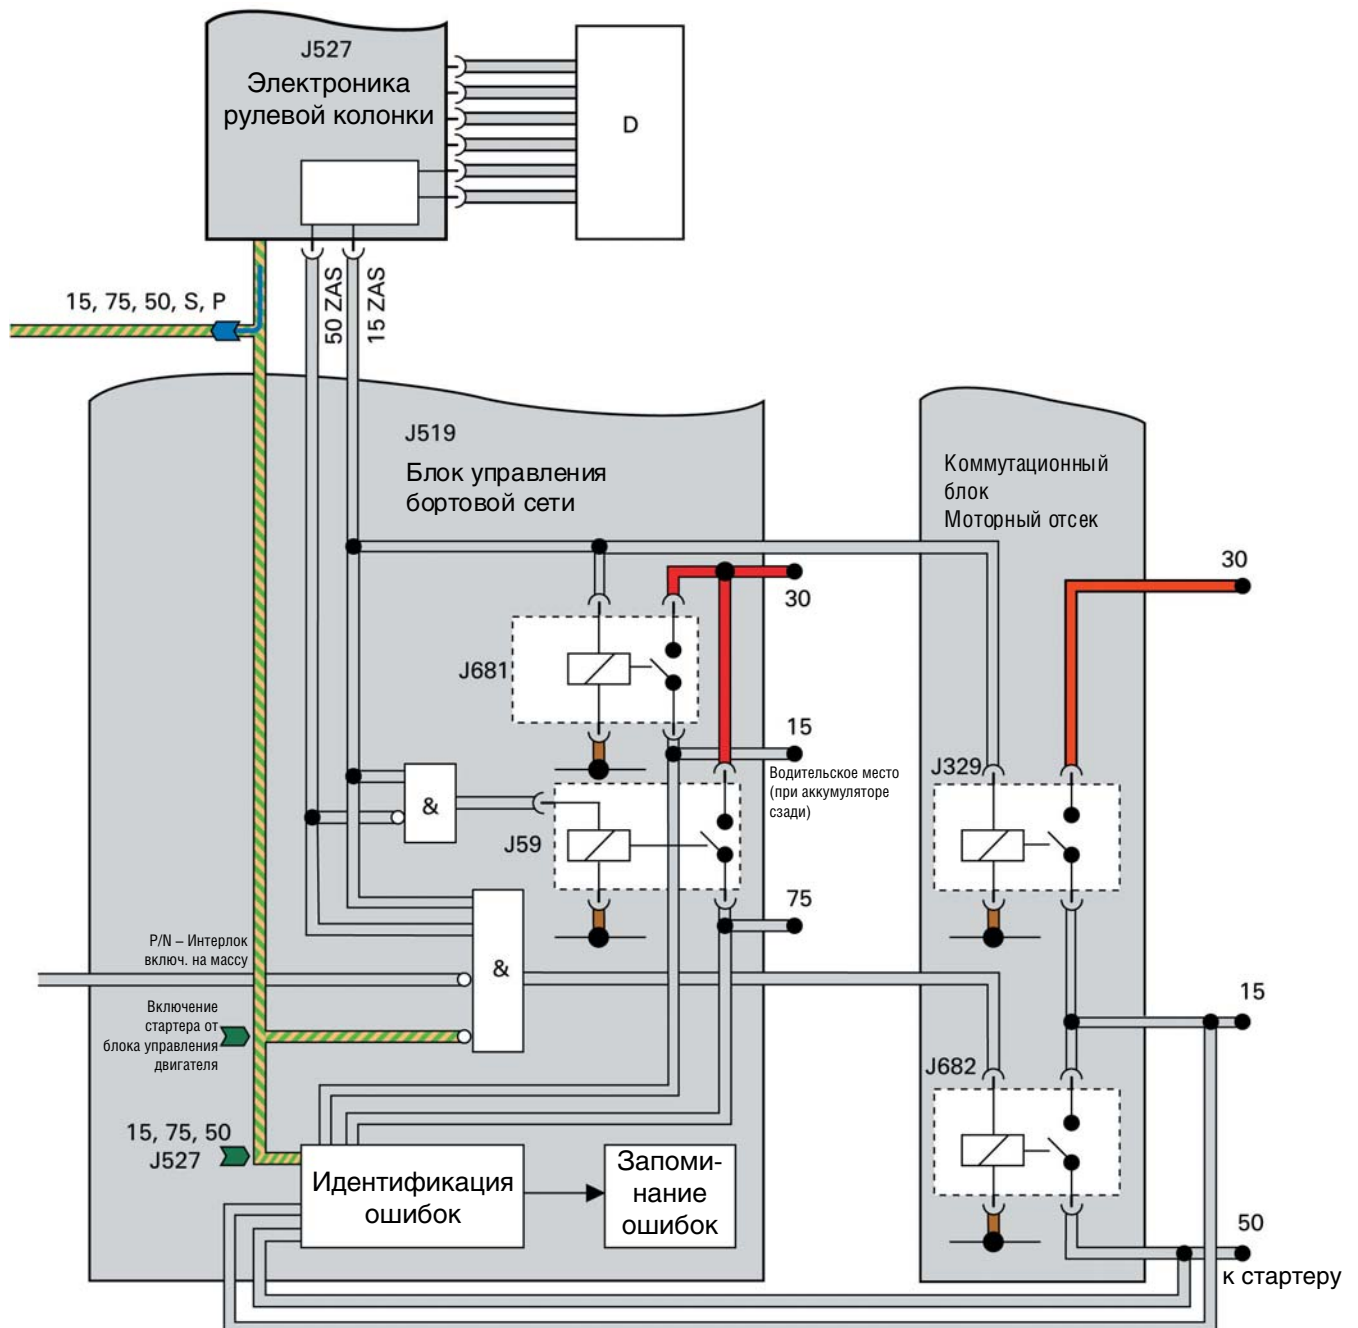 J527
Электроника
рулевой колонки
D
15, 75, 50, S, P
50 ZAS
15 ZAS
J519
Блок управления
бортовой сети
Коммутационный
блок
Моторный отсек
30
30
J681
15
Водительское место
(при аккумуляторе
сзади)
J329
&
J59
75
P/N – Интерлок
включ. на массу
&
15
Включение
стартера от
блока управления
двигателя
J682
15, 75, 50
J527
Идентификация
ошибок
Запоми-
нание
ошибок
50
к стартеру